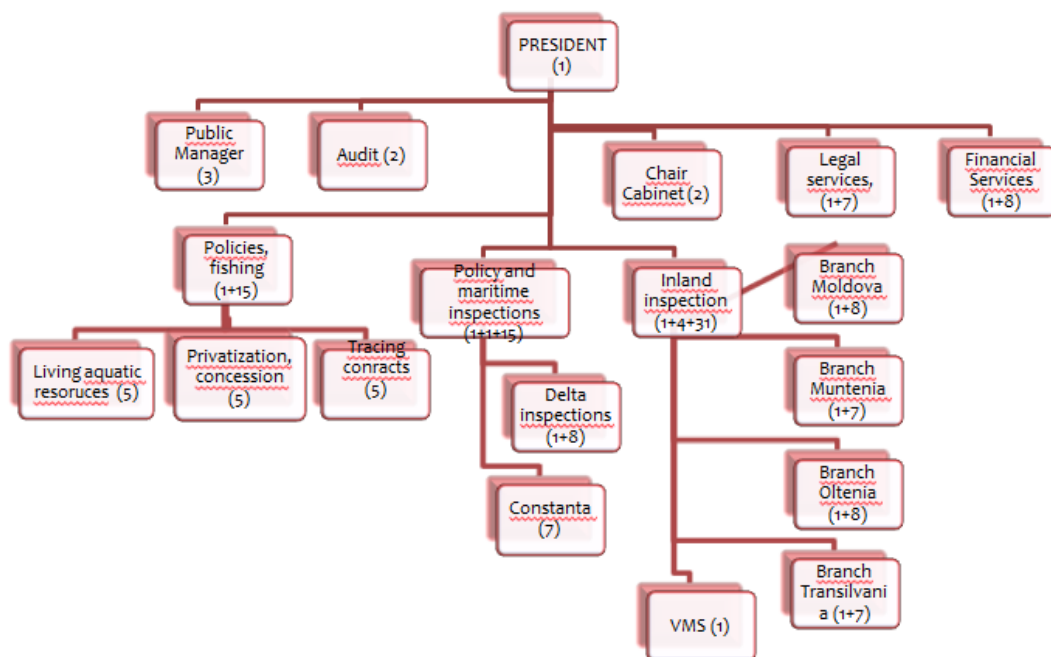 PRESIDENT
(1)
Public
Manager
(3)
Audit (2)
Chair
Cabinet (2)
Legal
services,
(1+7)
Financial
Services
(1+8)
Policies,
fishing
(1+15)
Policy and
maritime
inspections
(1+1+15)
Inland
inspection
(1+4+31)
Branch
Moldova
(1+8)
Living aquatic
resoruces (5)
Privatization,
concession
(5)
Tracing
conracts
(5)
Branch
Muntenia
(1+7)
Delta
inspections
(1+8)
Branch
Oltenia
(1+8)
Constanta
(7)
Branch
Transilvani
a (1+7)
VMS (1)